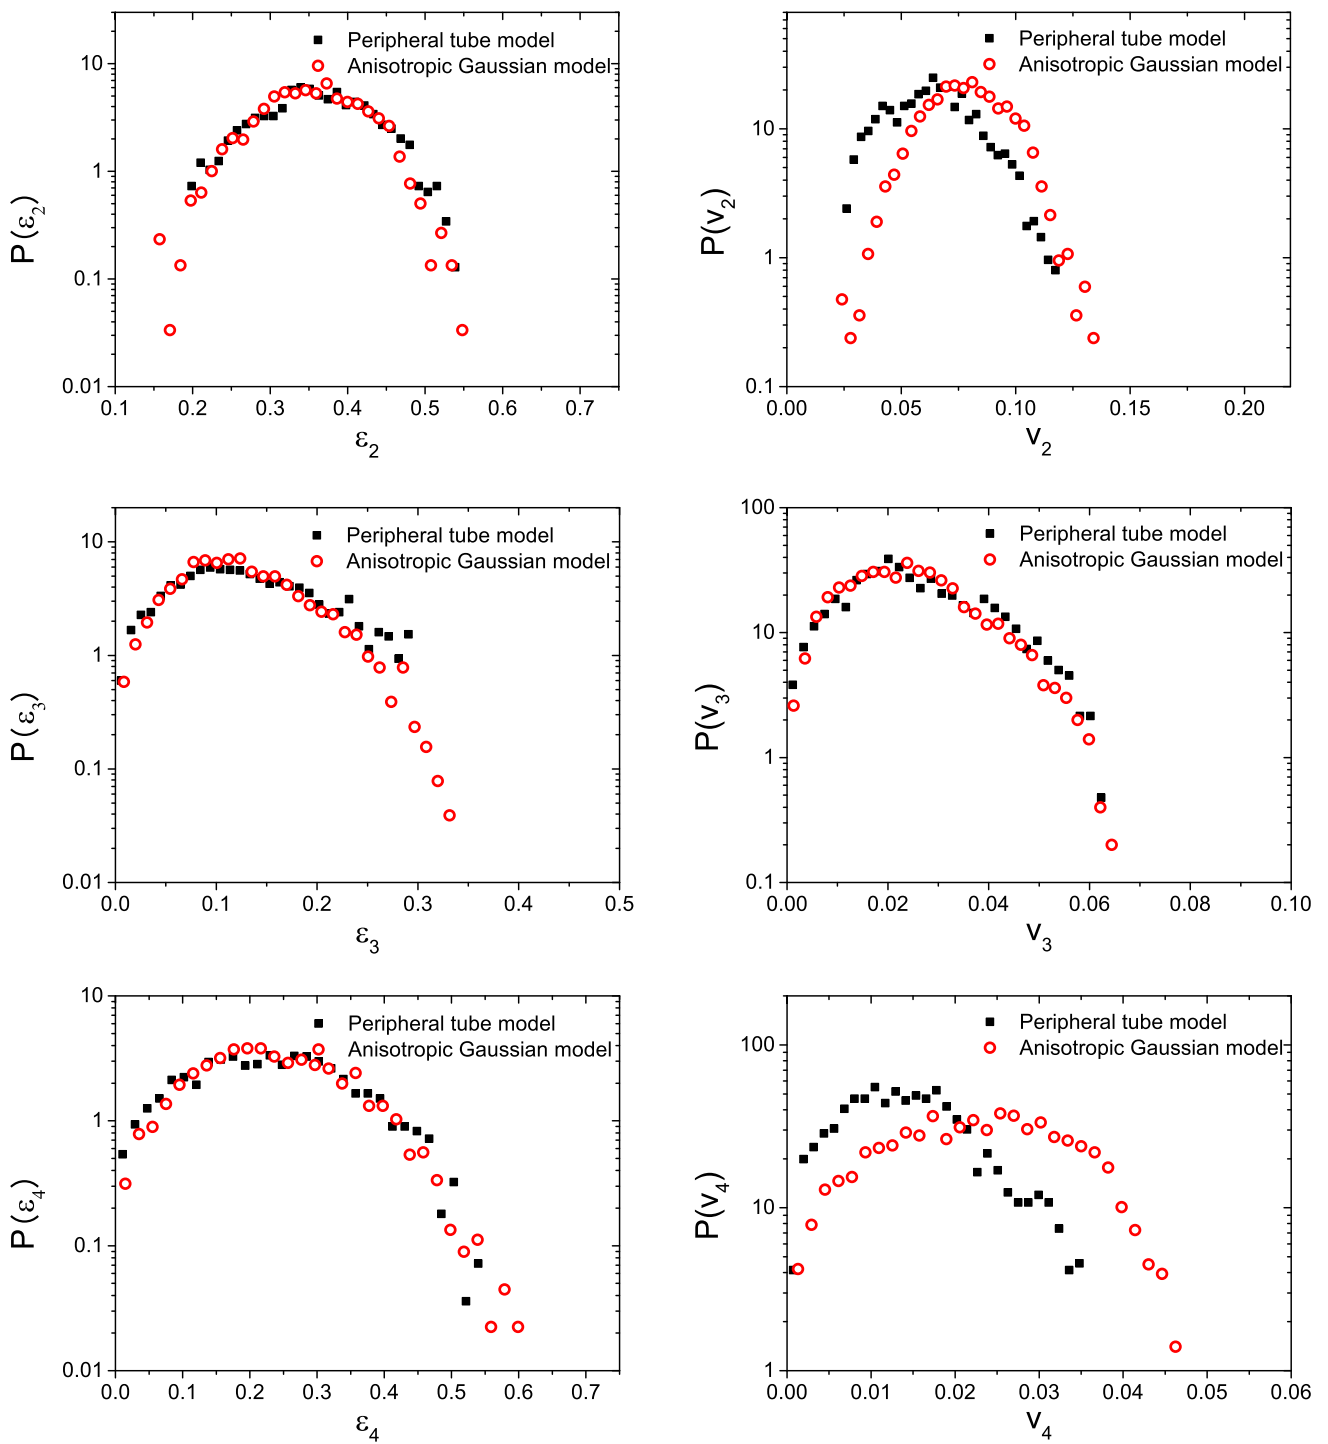 Peripheral tube model
Anisotropic Gaussian model
P(ε2)
10
1
0.1
0.01
0.1 0.2 0.3 0.4 0.5 0.6 0.7
ε2
Peripheral tube model
Anisotropic Gaussian model
P(v2)
10
1
0.1
0.00 0.05 0.10 0.15 0.20
v2
Peripheral tube model
Anisotropic Gaussian model
P(ε3)
10
1
0.1
0.01
0.0 0.1 0.2 0.3 0.4 0.5
ε3
Peripheral tube model
Anisotropic Gaussian model
P(v3)
100
10
1
0.1
0.00 0.02 0.04 0.06 0.08 0.10
v3
Peripheral tube model
Anisotropic Gaussian model
P(ε4)
10
1
0.1
0.01
0.0 0.1 0.2 0.3 0.4 0.5 0.6 0.7
ε4
Peripheral tube model
Anisotropic Gaussian model
P(v4)
100
10
1
0.00 0.01 0.02 0.03 0.04 0.05 0.06
v4